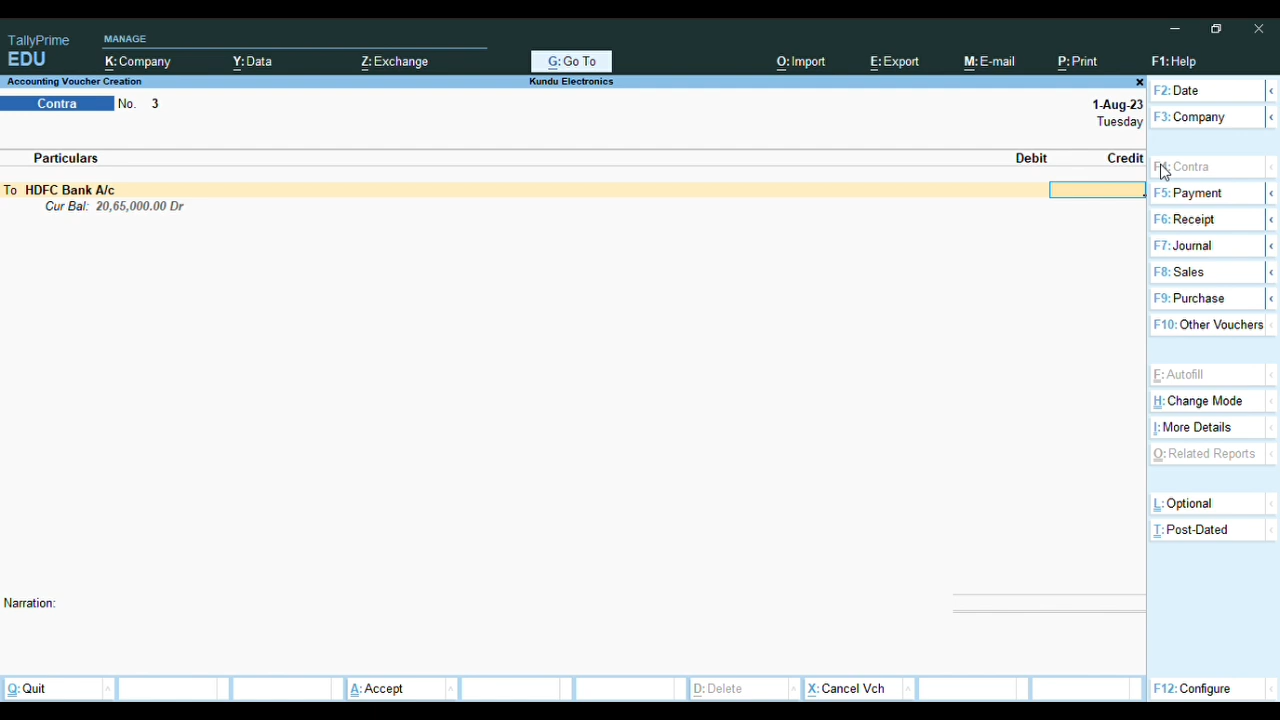 TallyPrime
EDU
MANAGE
K: Company
Y: Data
Z: Exchange
G: Go To
O: Import
E: Export
M: E-mail
P: Print
F1: Help
Accounting Voucher Creation
Kundu Electronics
x
Contra No. 3
1-Aug-23
Tuesday
Particulars Debit Credit
To HDFC Bank A/c
Cur Bal: 20,65,000.00 Dr
Narration:
F2: Date
F3: Company
F4: Contra
F5: Payment
F6: Receipt
F7: Journal
F8: Sales
F9: Purchase
F10: Other Vouchers
F: Autofill
H: Change Mode
I: More Details
O: Related Reports
L: Optional
T: Post-Dated
Q: Quit
A: Accept
D: Delete
X: Cancel Vch
F12: Configure